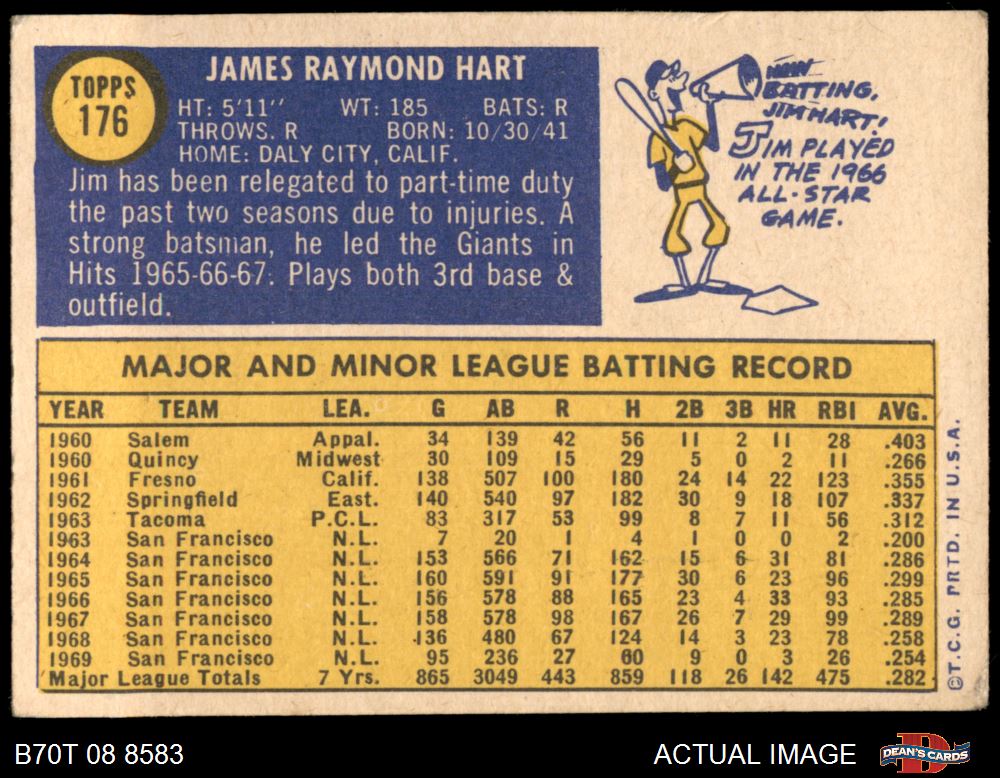 TOPPS
176
JAMES RAYMOND HART
HT: 5'11'' WT: 185 BATS: R
THROWS. R BORN: 10/30/41
HOME: DALY CITY, CALIF.
Jim has been relegated to part-time duty
the past two seasons due to injuries. A
strong batsman, he led the Giants in
Hits 1965-66-67. Plays both 3rd base &
outfield.
NOW
BATTING,
JIM HART!
JIM PLAYED
IN THE 1966
ALL-STAR
GAME.
MAJOR AND MINOR LEAGUE BATTING RECORD
YEAR TEAM LEA. G AB R H 2B 3B HR RBI AVG.
1960 Salem Appal. 34 139 42 56 11 2 11 28 .403
1960 Quincy Midwest 30 109 15 29 5 0 2 11 .266
1961 Fresno Calif. 138 507 100 180 24 14 22 123 .355
1962 Springfield East. 140 540 97 182 30 9 18 107 .337
1963 Tacoma P.C.L. 83 317 53 99 8 7 11 56 .312
1963 San Francisco N.L. 7 20 1 4 1 0 0 2 .200
1964 San Francisco N.L. 153 566 71 162 15 6 31 81 .286
1965 San Francisco N.L. 160 591 91 177 30 6 23 96 .299
1966 San Francisco N.L. 156 578 88 165 23 4 33 93 .285
1967 San Francisco N.L. 158 578 98 167 26 7 29 99 .289
1968 San Francisco N.L. 136 480 67 124 14 3 23 78 .258
1969 San Francisco N.L. 95 236 27 60 9 0 3 26 .254
Major League Totals 7 Yrs. 865 3049 443 859 118 26 142 475 .282
©T.C.G. PRTD. IN U.S.A.
B70T 08 8583
ACTUAL IMAGE
DEAN'S CARDS